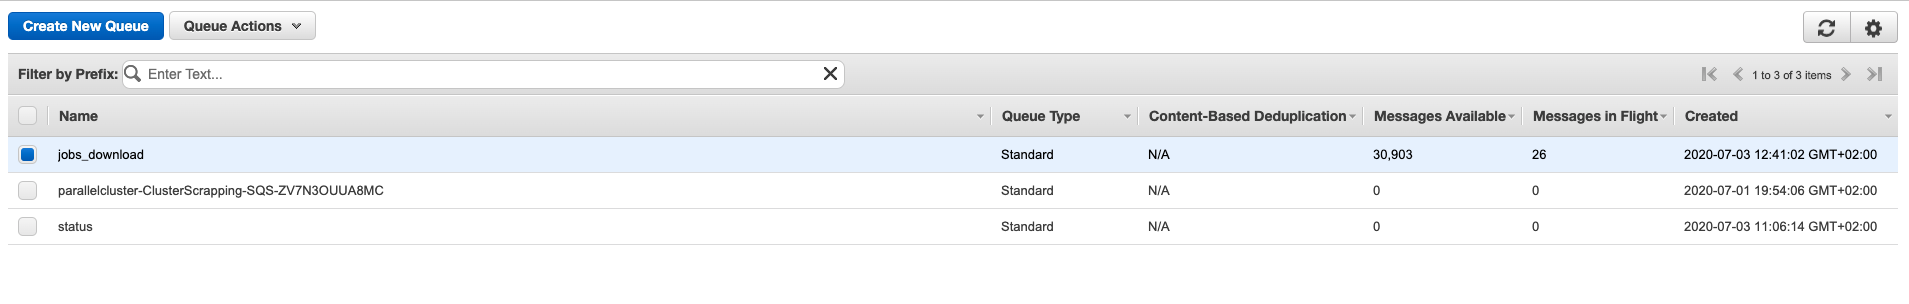 Create New Queue Queue Actions
Filter by Prefix: Enter Text... 1 to 3 of 3 items
Name Queue Type Content-Based Deduplication Messages Available Messages in Flight Created
jobs_download Standard N/A 30,903 26 2020-07-03 12:41:02 GMT+02:00
parallelcluster-ClusterScrapping-SQS-ZV7N3OUUA8MC Standard N/A 0 0 2020-07-01 19:54:06 GMT+02:00
status Standard N/A 0 0 2020-07-03 11:06:14 GMT+02:00